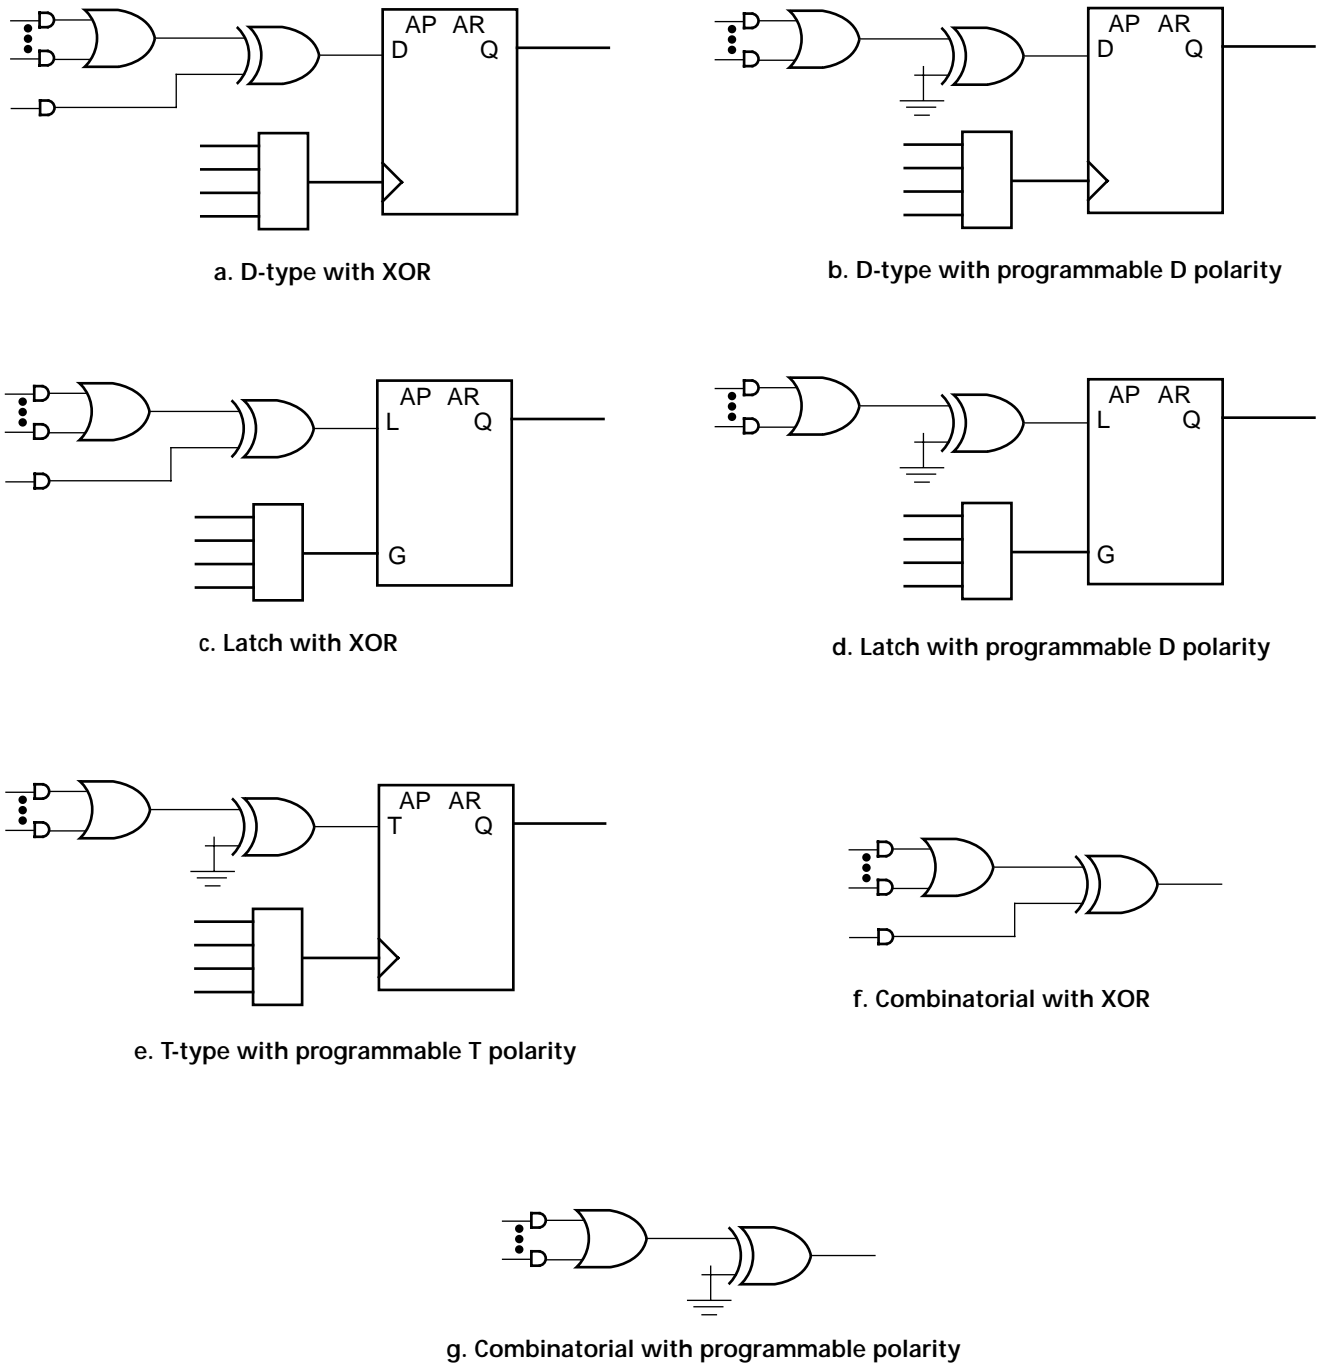 AP AR
D Q
a. D-type with XOR
AP AR
D Q
b. D-type with programmable D polarity
AP AR
L Q
G
c. Latch with XOR
AP AR
L Q
G
d. Latch with programmable D polarity
AP AR
T Q
e. T-type with programmable T polarity
f. Combinatorial with XOR
g. Combinatorial with programmable polarity